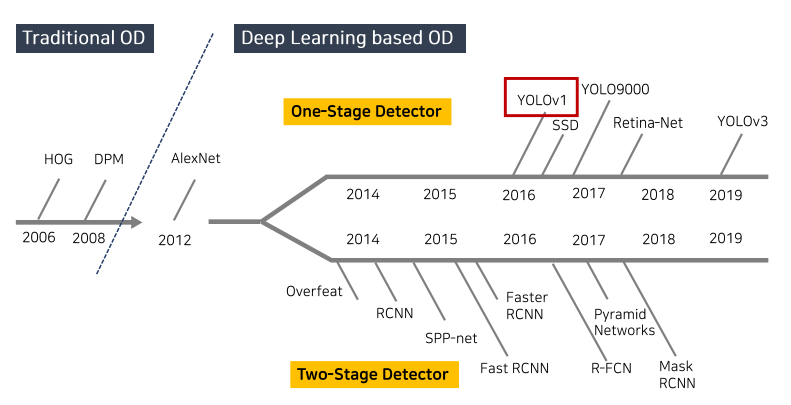 Traditional OD
Deep Learning based OD
One-Stage Detector
YOLOv1
YOLO9000
SSD
Retina-Net
YOLOv3
HOG
DPM
AlexNet
2014
2015
2016
2017
2018
2019
2006
2008
2012
2014
2015
2016
2017
2018
2019
Overfeat
RCNN
SPP-net
Fast RCNN
Faster
RCNN
R-FCN
Pyramid
Networks
Mask
RCNN
Two-Stage Detector